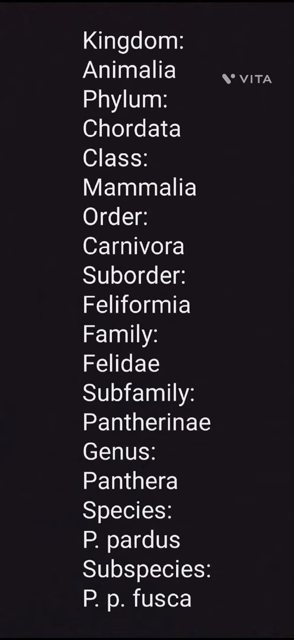 Kingdom:
Animalia
VITA
Phylum:
Chordata
Class:
Mammalia
Order:
Carnivora
Suborder:
Feliformia
Family:
Felidae
Subfamily:
Pantherinae
Genus:
Panthera
Species:
P. pardus
Subspecies:
P. p. fusca